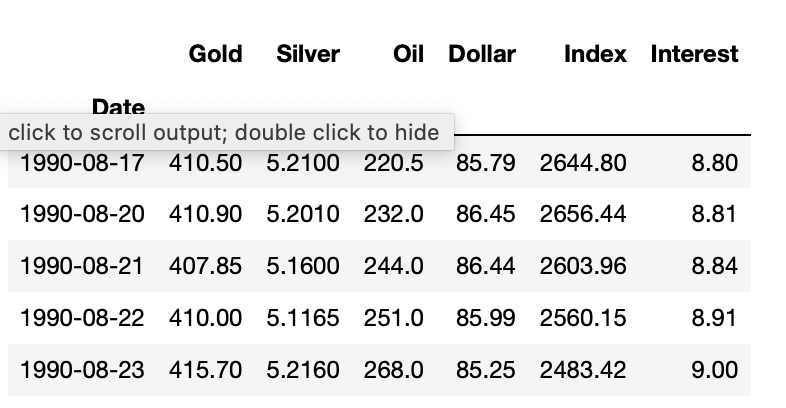 Gold Silver Oil Dollar Index Interest
Date
click to scroll output; double click to hide
1990-08-17 410.50 5.2100 220.5 85.79 2644.80 8.80
1990-08-20 410.90 5.2010 232.0 86.45 2656.44 8.81
1990-08-21 407.85 5.1600 244.0 86.44 2603.96 8.84
1990-08-22 410.00 5.1165 251.0 85.99 2560.15 8.91
1990-08-23 415.70 5.2160 268.0 85.25 2483.42 9.00